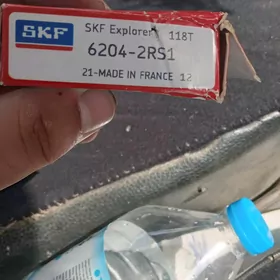 SKF
SKF Explorer 118T
6204-2RS1
21-MADE IN FRANCE 12